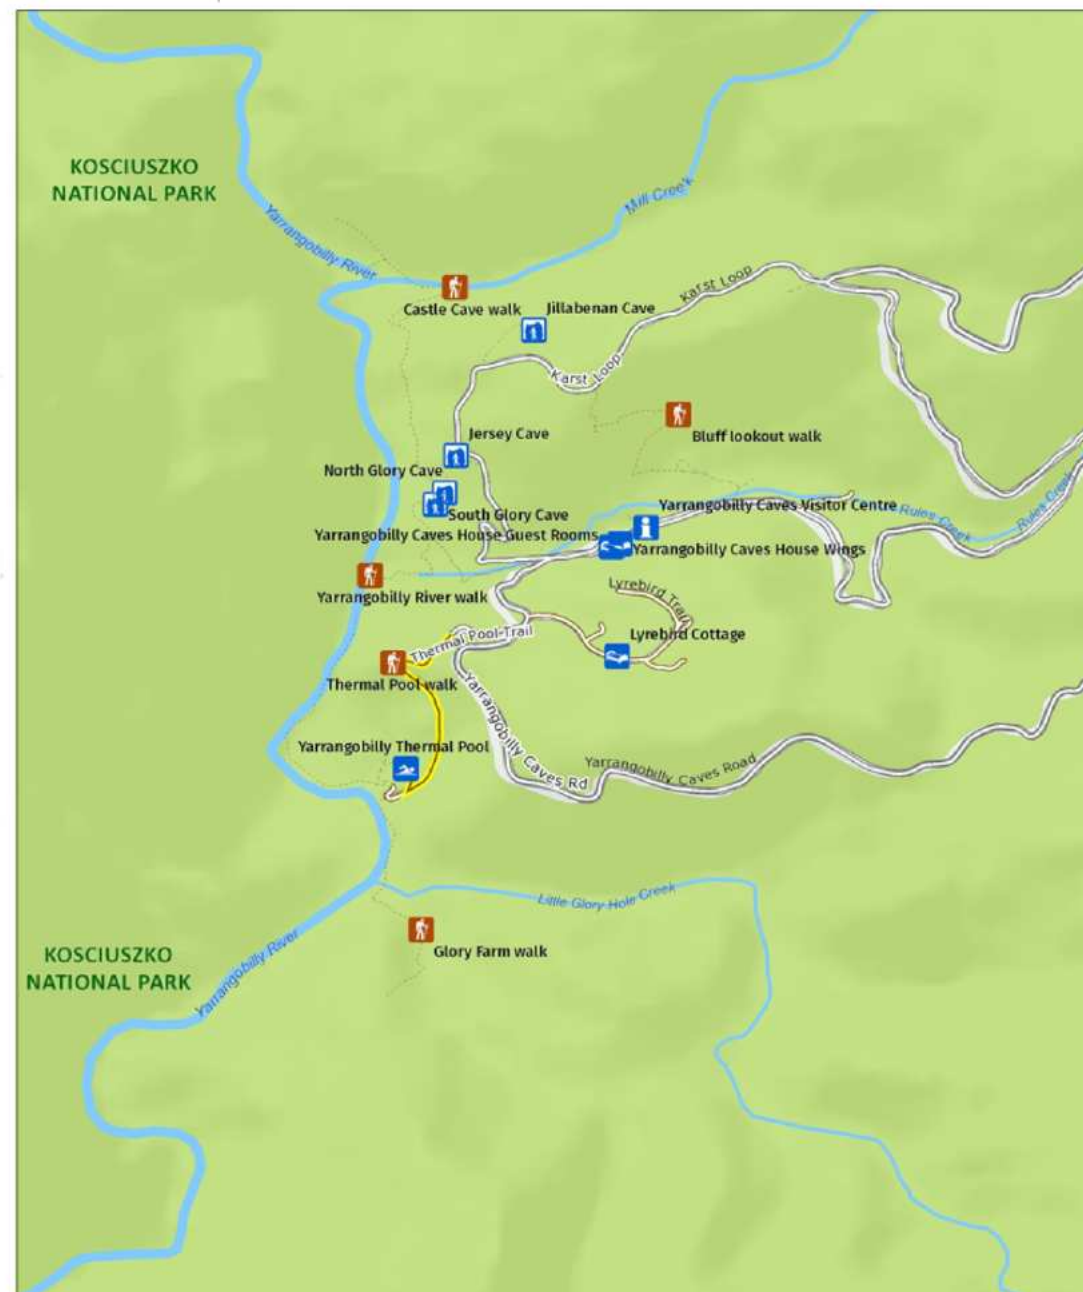 KOSCIUSZKO
NATIONAL PARK
Mill Creek
Yarrangobilly River
Karst Loop
Castle Cave walk
Jillabenan Cave
Karst Loop
Jersey Cave
Bluff lookout walk
North Glory Cave
South Glory Cave
Yarrangobilly Caves Visitor Centre
Rules Creek
Rules Creek
Yarrangobilly Caves House Guest Rooms
Yarrangobilly Caves House Wings
Yarrangobilly River walk
Lyrebird Trail
Thermal Pool Trail
Lyrebird Cottage
Thermal Pool walk
Yarrangobilly Caves Rd
Yarrangobilly Thermal Pool
Yarrangobilly Caves Road
Little Glory Hole Creek
Glory Farm walk
KOSCIUSZKO
NATIONAL PARK
Yarrangobilly River